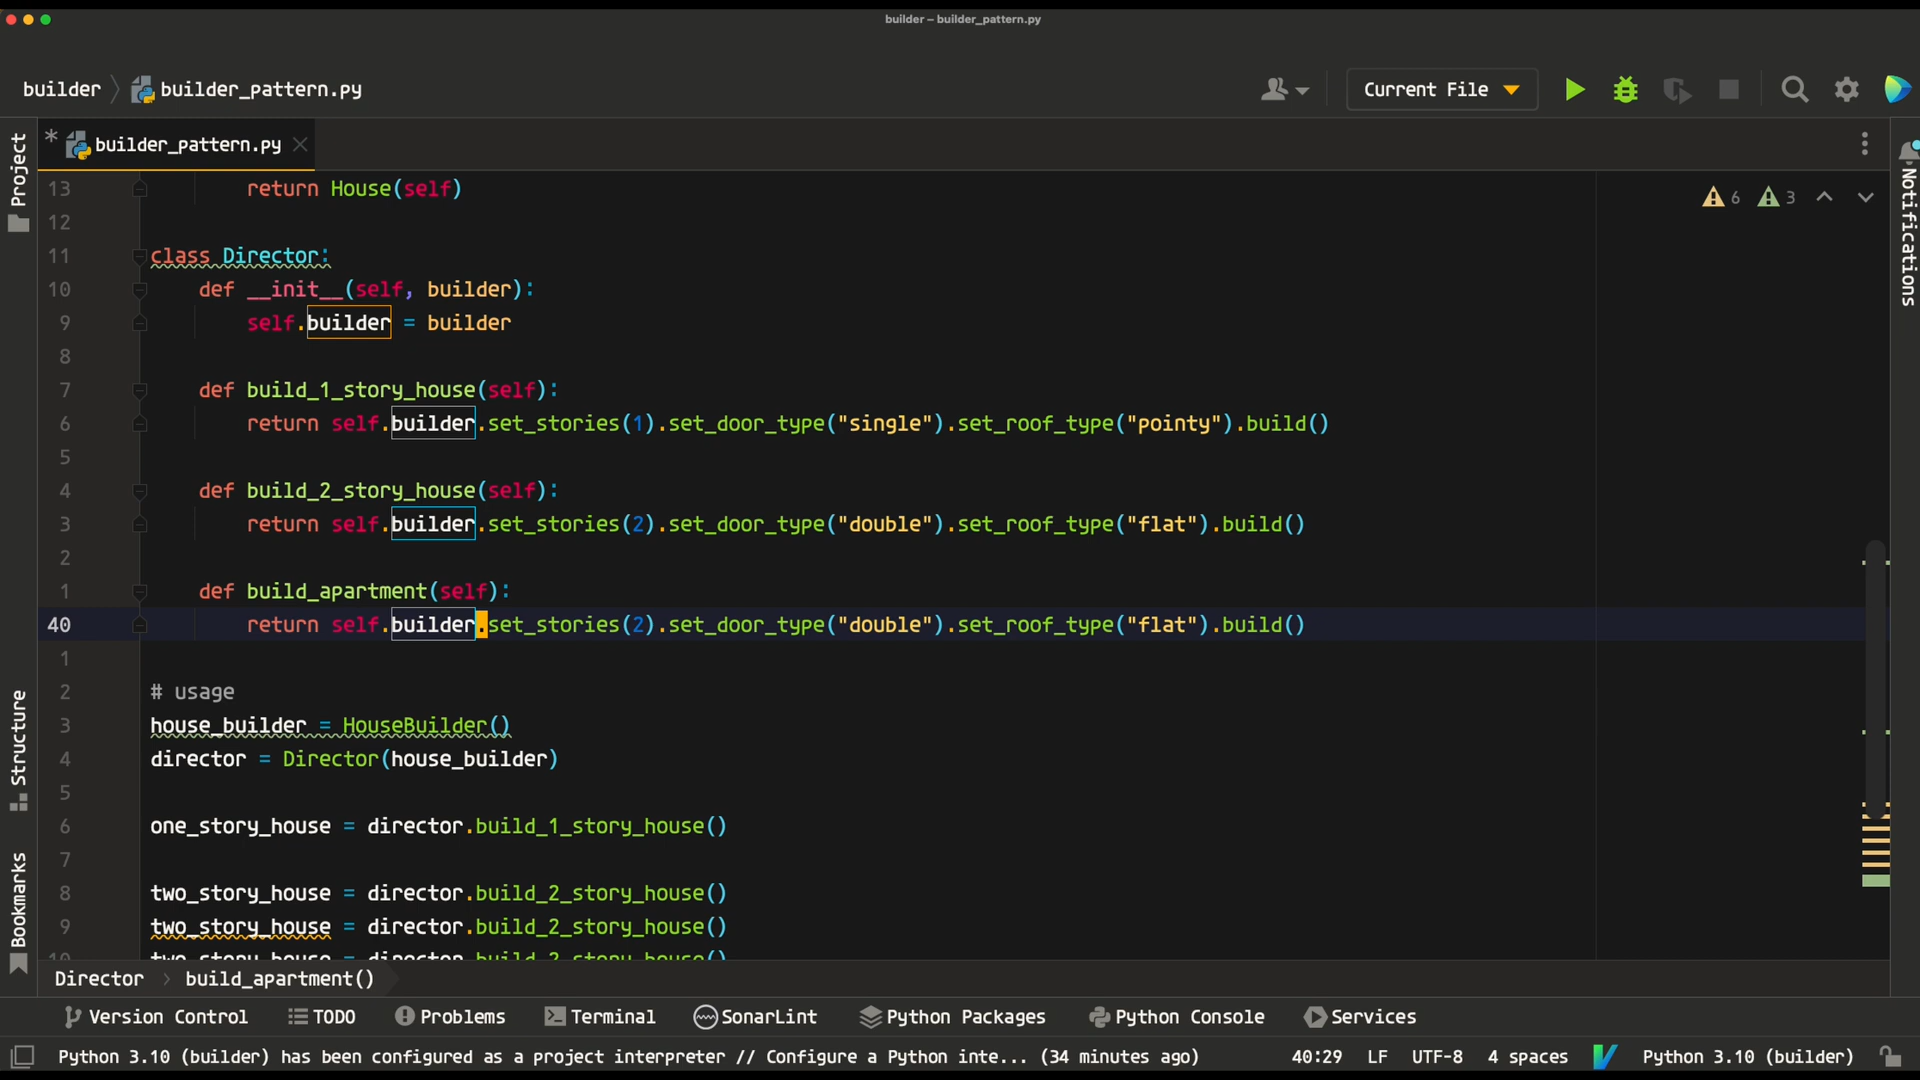 builder – builder_pattern.py
builder
builder_pattern.py
Current File
Project
* builder_pattern.py
Notifications
6 3
13 return House(self)
12
11 class Director:
10 def __init__(self, builder):
9 self.builder = builder
8
7 def build_1_story_house(self):
6 return self.builder.set_stories(1).set_door_type("single").set_roof_type("pointy").build()
5
4 def build_2_story_house(self):
3 return self.builder.set_stories(2).set_door_type("double").set_roof_type("flat").build()
2
1 def build_apartment(self):
40 return self.builder.set_stories(2).set_door_type("double").set_roof_type("flat").build()
1
2 # usage
3 house_builder = HouseBuilder()
4 director = Director(house_builder)
5
6 one_story_house = director.build_1_story_house()
7
8 two_story_house = director.build_2_story_house()
9 two_story_house = director.build_2_story_house()
10 two_story_house = director.build_2_story_house()
Structure
Bookmarks
Director build_apartment()
Version Control TODO Problems Terminal SonarLint Python Packages Python Console Services
Python 3.10 (builder) has been configured as a project interpreter // Configure a Python inte... (34 minutes ago) 40:29 LF UTF-8 4 spaces Python 3.10 (builder)